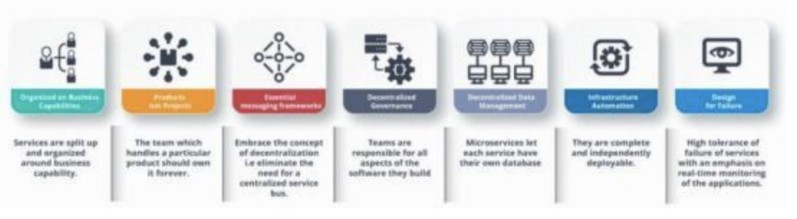 Organized on Business
Capabilities
Services are split up
and organized
around business
capability.
Products
not Projects
The team which
handles a particular
product should own
it forever.
Essential
messaging frameworks
Embrace the concept
of decentralization
i.e eliminate the
need for a
centralized service
bus.
Decentralized
Governance
Teams are
responsible for all
aspects of the
software they build
Decentralized Data
Management
Microservices let
each service have
their own database
Infrastructure
Automation
They are complete
and independently
deployable.
Design
for Failure
High tolerance of
failure of services
with an emphasis on
real-time monitoring
of the applications.